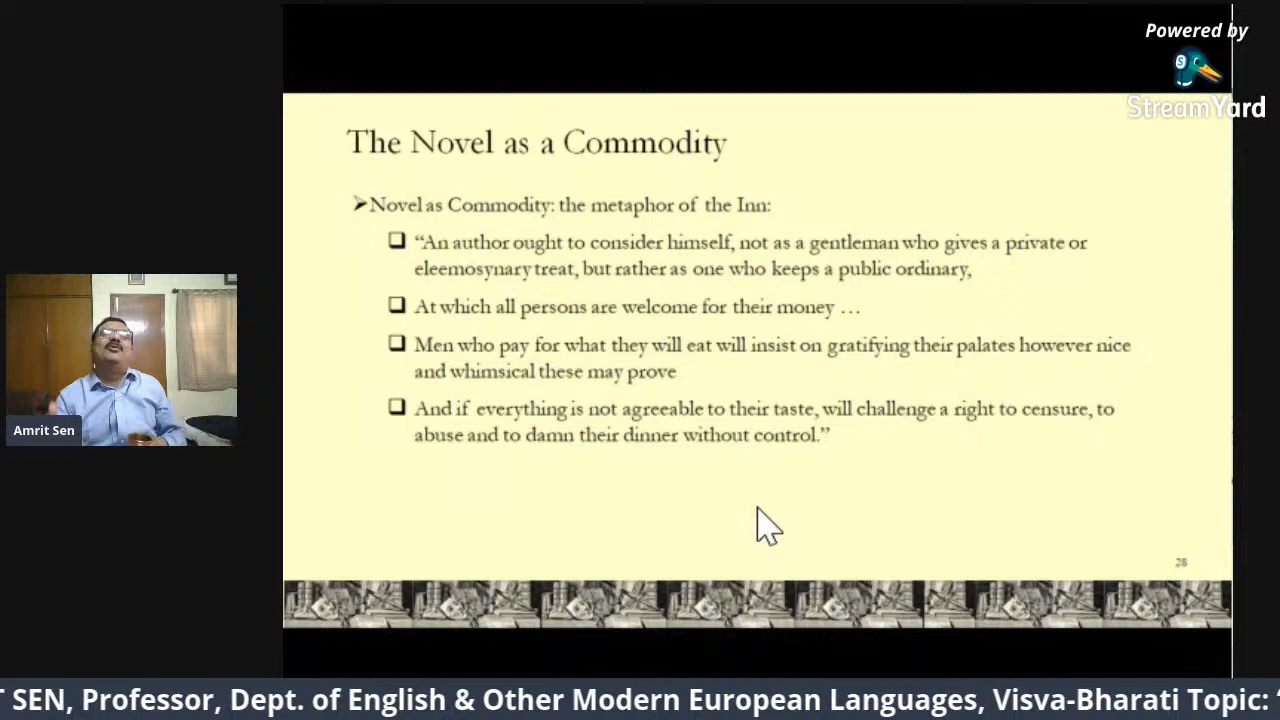 Powered by
StreamYard
The Novel as a Commodity
➤Novel as Commodity: the metaphor of the Inn:
❑ “An author ought to consider himself, not as a gentleman who gives a private or
eleemosynary treat, but rather as one who keeps a public ordinary,
❑ At which all persons are welcome for their money …
❑ Men who pay for what they will eat will insist on gratifying their palates however nice
and whimsical these may prove
❑ And if everything is not agreeable to their taste, will challenge a right to censure, to
abuse and to damn their dinner without control.”
Amrit Sen
28
T SEN, Professor, Dept. of English & Other Modern European Languages, Visva-Bharati Topic: “